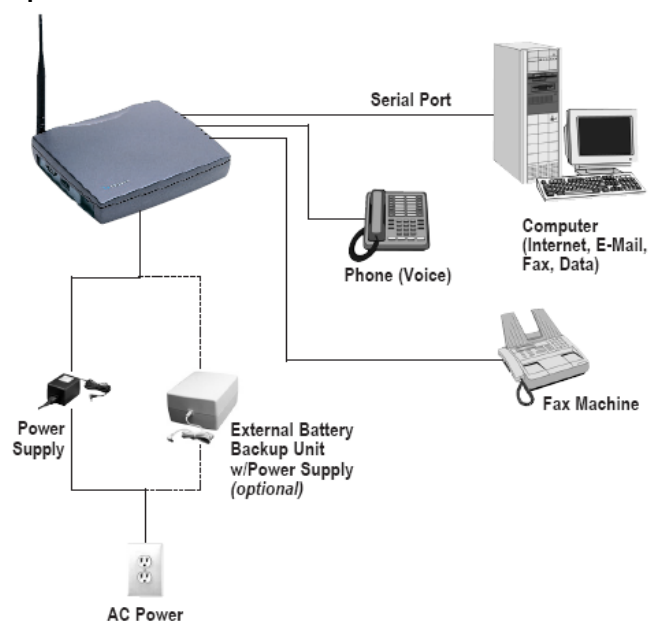 Serial Port
Computer
(Internet, E-Mail,
Fax, Data)
Phone (Voice)
Fax Machine
Power
Supply
External Battery
Backup Unit
w/Power Supply
(optional)
AC Power